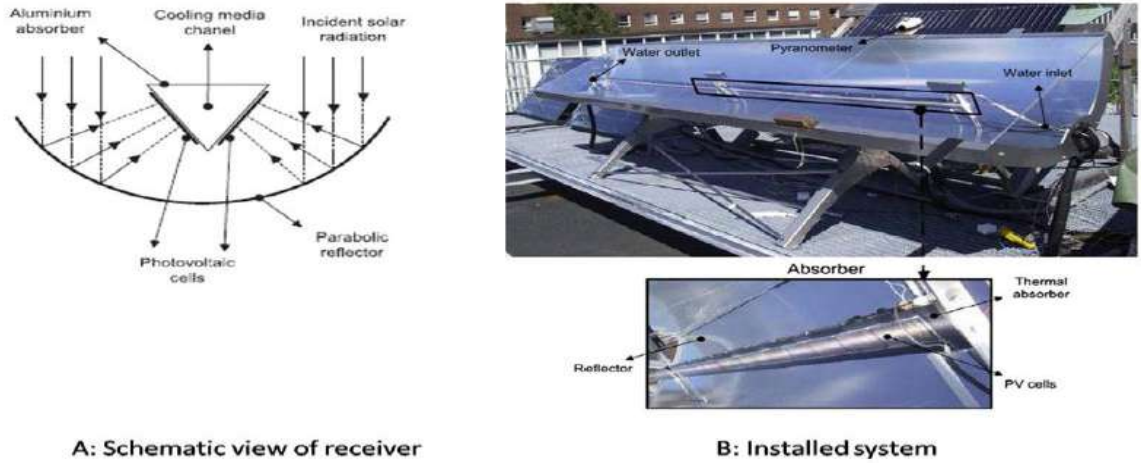 Aluminium
absorber
Cooling media
chanel
Incident solar
radiation
Photovoltaic
cells
Parabolic
reflector
Pyranometer
Water outlet
Water inlet
Absorber
Thermal
absorber
Reflector
PV cells
A: Schematic view of receiver
B: Installed system